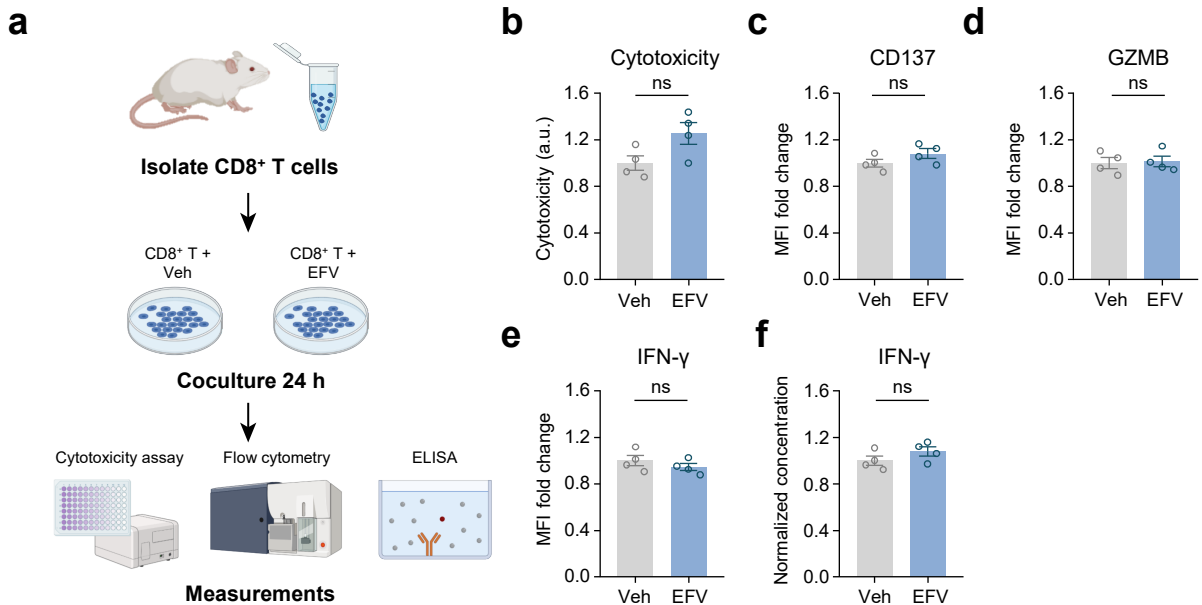 a
Isolate CD8⁺ T cells
CD8⁺ T +
Veh
CD8⁺ T +
EFV
Coculture 24 h
Cytotoxicity assay
Flow cytometry
ELISA
Measurements
b
Cytotoxicity
ns
Cytotoxicity (a.u.)
1.6
1.2
0.8
0.4
0.0
Veh
EFV
c
CD137
ns
MFI fold change
1.6
1.2
0.8
0.4
0.0
Veh
EFV
d
GZMB
ns
MFI fold change
1.6
1.2
0.8
0.4
0.0
Veh
EFV
e
IFN-γ
ns
MFI fold change
1.6
1.2
0.8
0.4
0.0
Veh
EFV
f
IFN-γ
ns
Normalized concentration
1.6
1.2
0.8
0.4
0.0
Veh
EFV